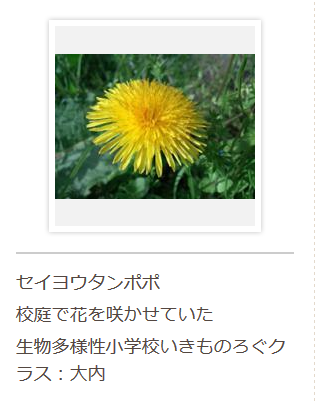 セイヨウタンポポ
校庭で花を咲かせていた
生物多様性小学校いきものろぐク
ラス：大内